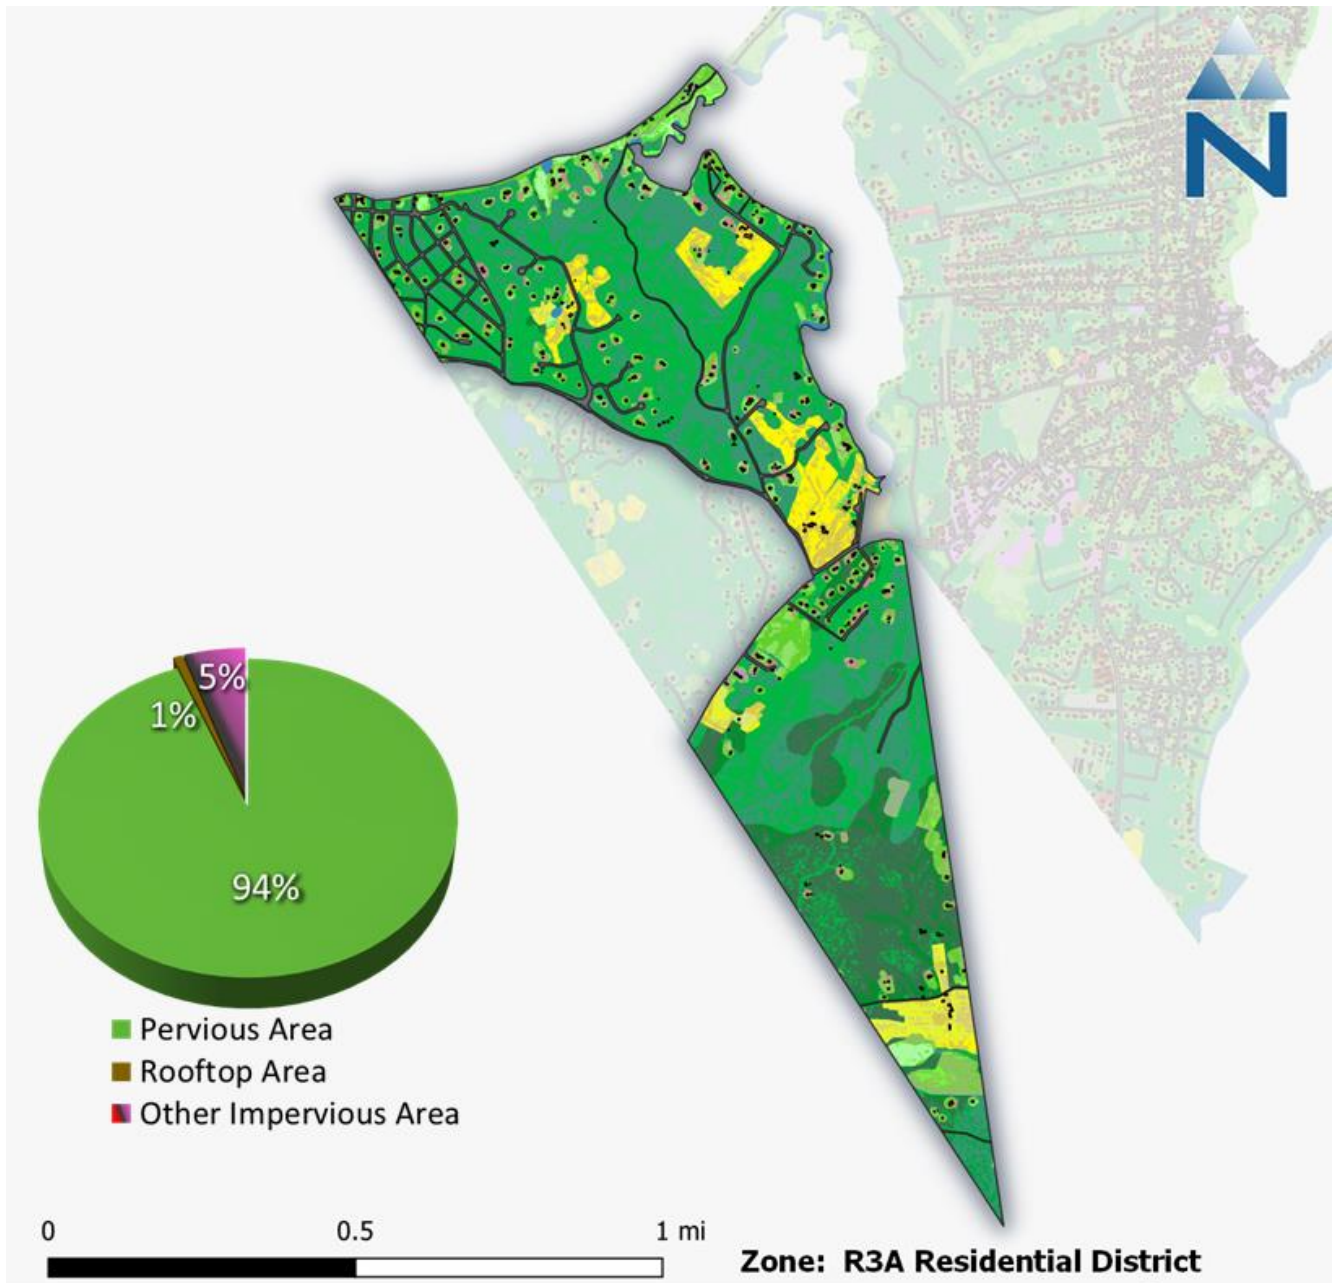 N
5%
1%
94%
Pervious Area
Rooftop Area
Other Impervious Area
0 0.5 1 mi
Zone: R3A Residential District